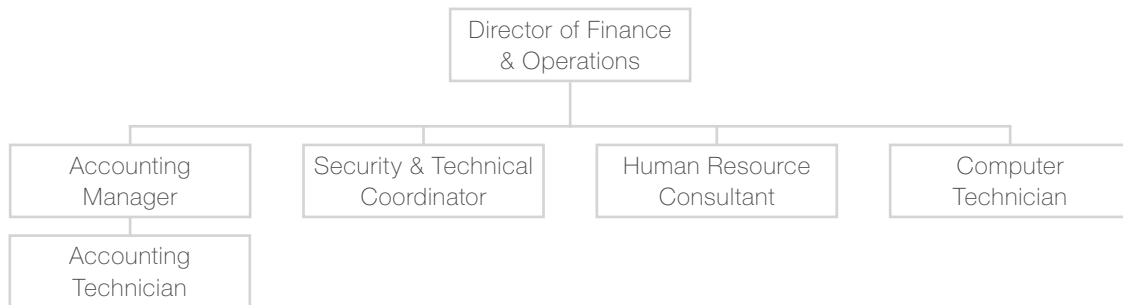 Director of Finance
& Operations
Accounting
Manager
Security & Technical
Coordinator
Human Resource
Consultant
Computer
Technician
Accounting
Technician